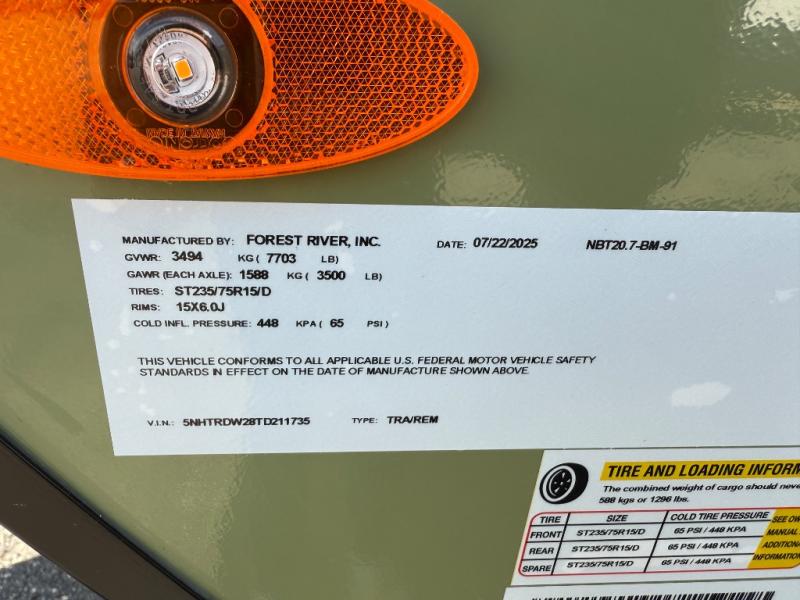 MANUFACTURED BY: FOREST RIVER, INC. DATE: 07/22/2025 NBT20.7-BM-91
GVWR: 3494 KG ( 7703 LB)
GAWR (EACH AXLE): 1588 KG ( 3500 LB)
TIRES: ST235/75R15/D
RIMS: 15X6.0J
COLD INFL. PRESSURE: 448 KPA ( 65 PSI )
THIS VEHICLE CONFORMS TO ALL APPLICABLE U.S. FEDERAL MOTOR VEHICLE SAFETY
STANDARDS IN EFFECT ON THE DATE OF MANUFACTURE SHOWN ABOVE.
V.I.N.: 5NHTRDW28TD211735 TYPE: TRA/REM
TIRE AND LOADING INFORM
The combined weight of cargo should neve
588 kgs or 1296 lbs.
TIRE SIZE COLD TIRE PRESSURE SEE OW
FRONT ST235/75R15/D 65 PSI / 448 KPA MANUAL
REAR ST235/75R15/D 65 PSI / 448 KPA ADDITION
SPARE ST235/75R15/D 65 PSI / 448 KPA INFORMATION